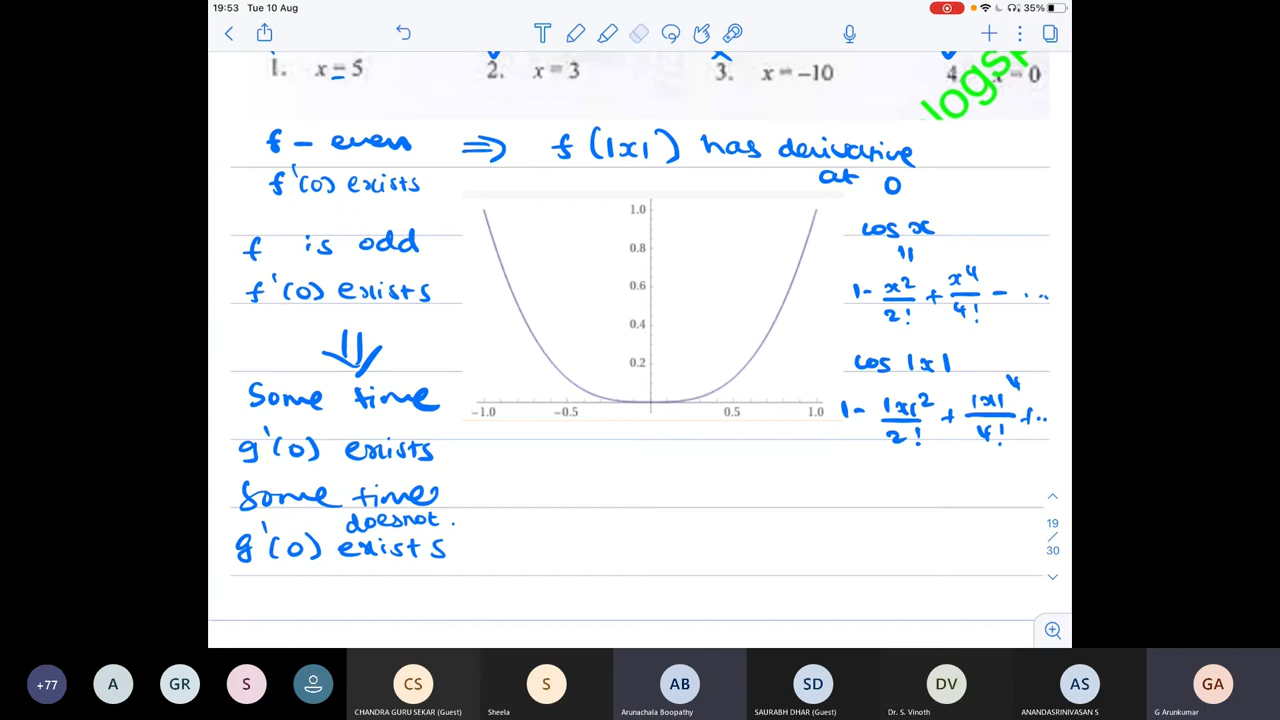 19:53 Tue 10 Aug
35%
1. x = 5 2. x = 3 3. x = –10 4. x = 0
logsp
f – even ⇒ f(|x|) has derivative
at 0
f'(0) exists
f is odd
f'(0) exists
⇓
Some time
g'(0) exists
Some time
doesnot.
g'(0) exists
1.0
0.8
0.6
0.4
0.2
-1.0 -0.5 0.5 1.0
cos x
||
1 - x²/2! + x⁴/4! - ...
cos |x|
1 - |x|²/2! + |x|⁴/4! + ..
19
/
30
+77 A GR S CS S AB SD DV AS GA
CHANDRA GURU SEKAR (Guest) Sheela Arunachala Boopathy SAURABH DHAR (Guest) Dr. S. Vinoth ANANDASRINIVASAN S G Arunkumar